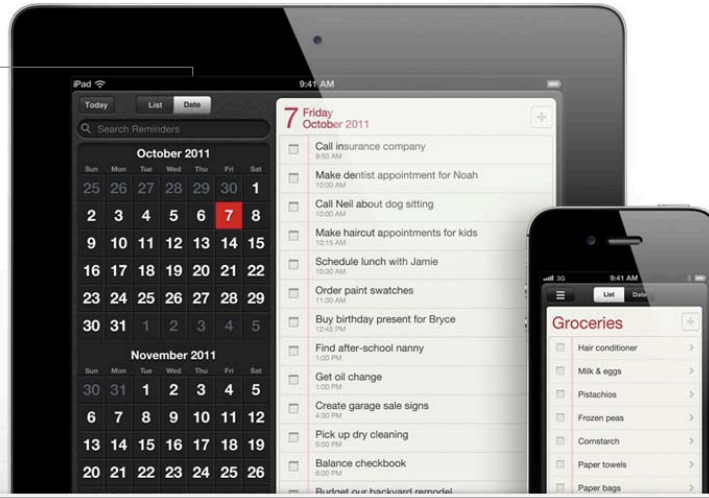 iPad 9:41 AM
Today List Date
Search Reminders
October 2011
Sun Mon Tue Wed Thu Fri Sat
25 26 27 28 29 30 1
2 3 4 5 6 7 8
9 10 11 12 13 14 15
16 17 18 19 20 21 22
23 24 25 26 27 28 29
30 31 1 2 3 4 5
November 2011
Sun Mon Tue Wed Thu Fri Sat
30 31 1 2 3 4 5
6 7 8 9 10 11 12
13 14 15 16 17 18 19
20 21 22 23 24 25 26
7 Friday
October 2011
Call insurance company
9:50 AM
Make dentist appointment for Noah
10:00 AM
Call Neil about dog sitting
10:00 AM
Make haircut appointments for kids
10:15 AM
Schedule lunch with Jamie
10:30 AM
Order paint swatches
11:00 AM
Buy birthday present for Bryce
12:45 PM
Find after-school nanny
1:00 PM
Get oil change
1:00 PM
Create garage sale signs
4:30 PM
Pick up dry cleaning
5:00 PM
Balance checkbook
6:00 PM
Budget our backyard remodel
3G 9:41 AM
List Date
Groceries
Hair conditioner
Milk & eggs
Pistachios
Frozen peas
Cornstarch
Paper towels
Paper bags